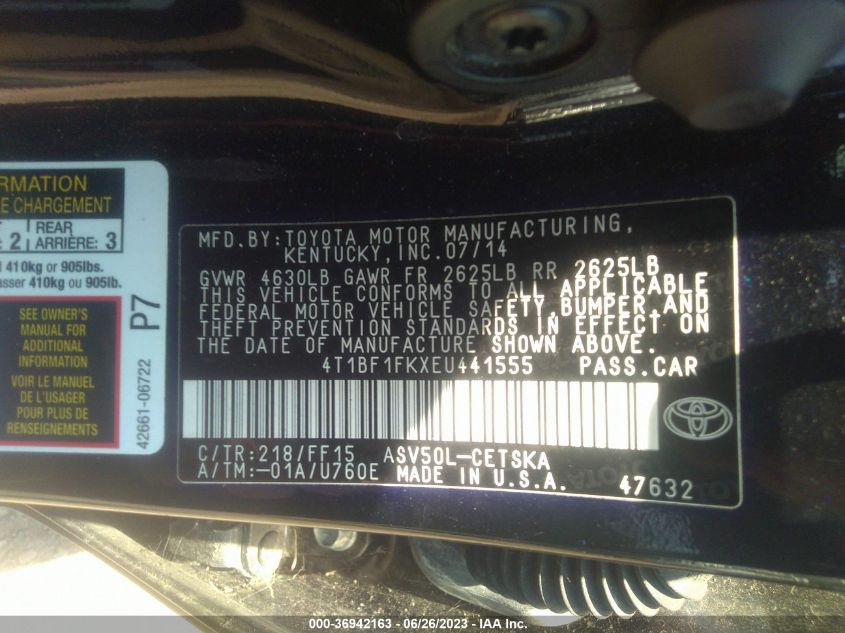 RMATION
E CHARGEMENT
2 REAR
ARRIÈRE: 3
410kg or 905lbs.
asser 410kg ou 905lb.
SEE OWNER'S
MANUAL FOR
ADDITIONAL
INFORMATION
VOIR LE MANUEL
DE L'USAGER
POUR PLUS DE
RENSEIGNEMENTS
P7
42661-06722
MFD.BY:TOYOTA MOTOR MANUFACTURING,
KENTUCKY,INC.07/14
GVWR 4630LB GAWR FR 2625LB RR 2625LB
THIS VEHICLE CONFORMS TO ALL APPLICABLE
FEDERAL MOTOR VEHICLE SAFETY,BUMPER,AND
THEFT PREVENTION STANDARDS IN EFFECT ON
THE DATE OF MANUFACTURE SHOWN ABOVE.
4T1BF1FKXEU441555 PASS.CAR
C/TR:218/FF15 ASV50L-CETSKA
A/TM:-01A/U760E MADE IN U.S.A.
47632
000-36942163 - 06/26/2023 - IAA Inc.